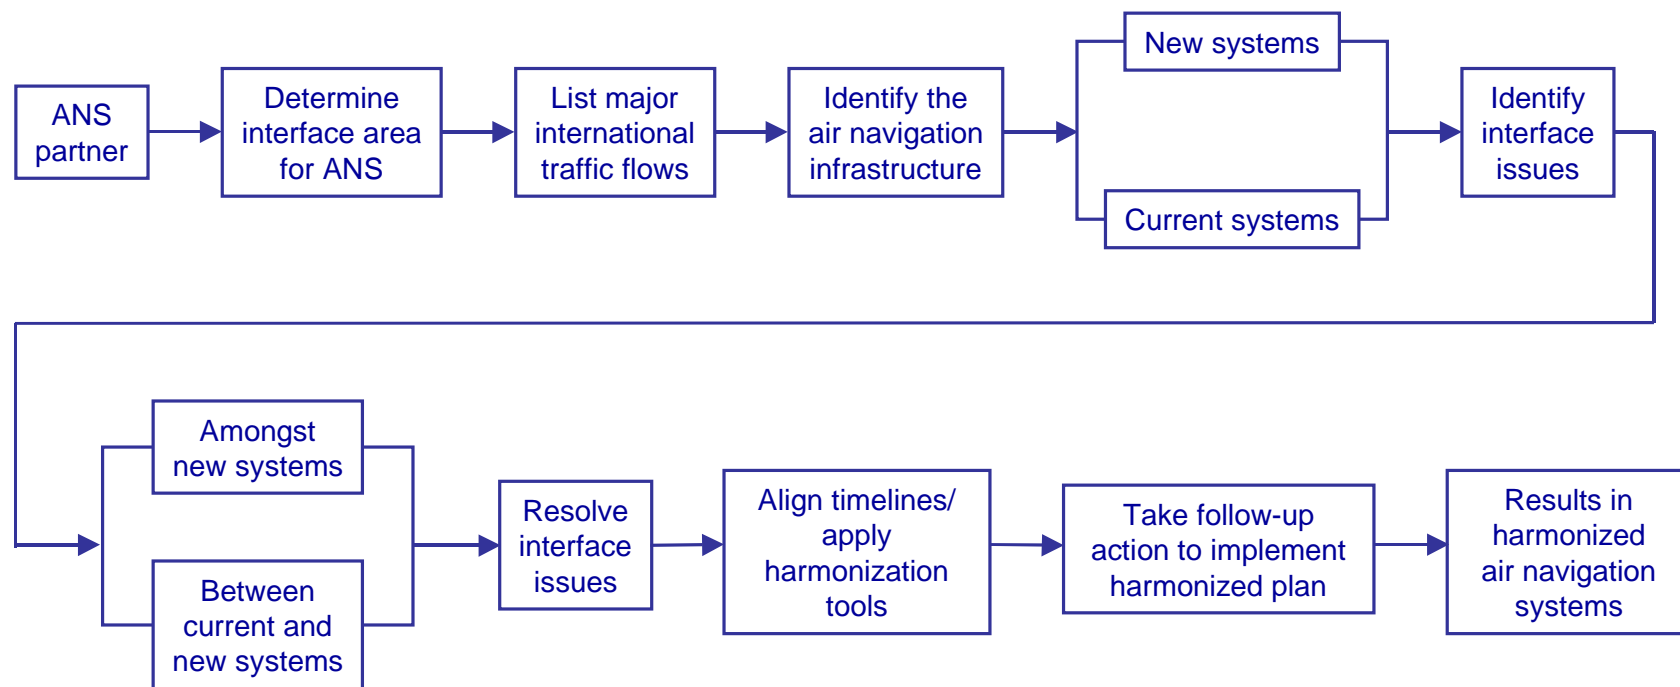 ANS
partner
Determine
interface area
for ANS
List major
international
traffic flows
Identify the
air navigation
infrastructure
New systems
Current systems
Identify
interface
issues
Amongst
new systems
Between
current and
new systems
Resolve
interface
issues
Align timelines/
apply
harmonization
tools
Take follow-up
action to implement
harmonized plan
Results in
harmonized
air navigation
systems